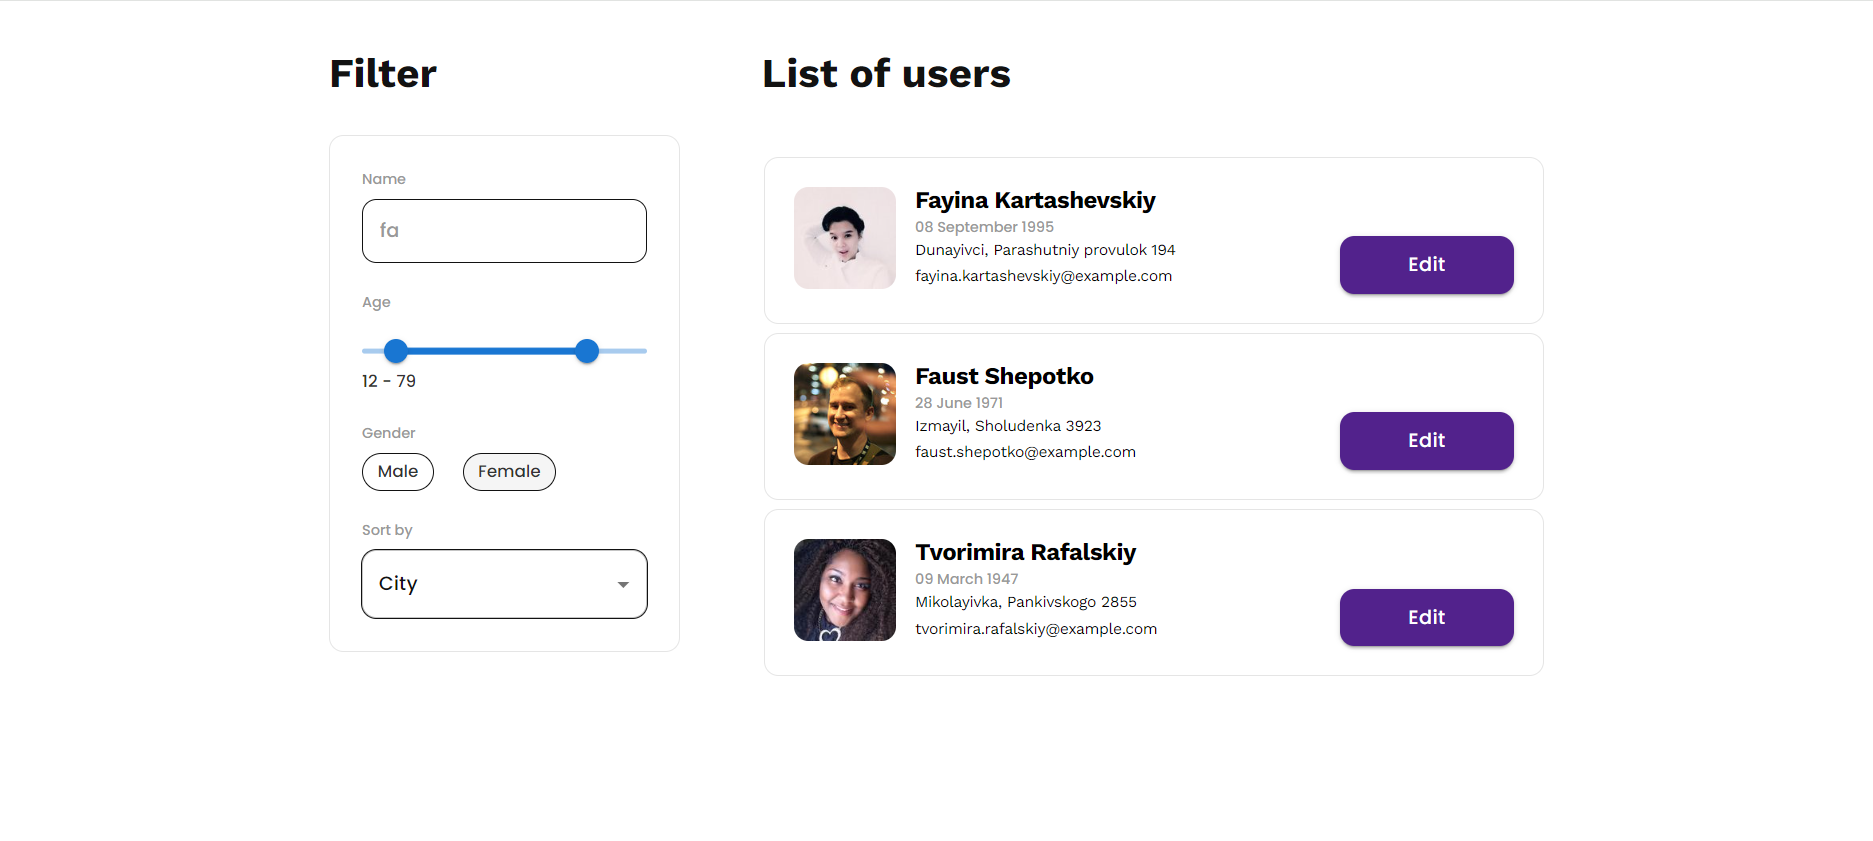 Filter
Name
fa
Age
12 - 79
Gender
Male
Female
Sort by
City
List of users
Fayina Kartashevskiy
08 September 1995
Dunayivci, Parashutniy provulok 194
fayina.kartashevskiy@example.com
Edit
Faust Shepotko
28 June 1971
Izmayil, Sholudenka 3923
faust.shepotko@example.com
Edit
Tvorimira Rafalskiy
09 March 1947
Mikolayivka, Pankivskogo 2855
tvorimira.rafalskiy@example.com
Edit